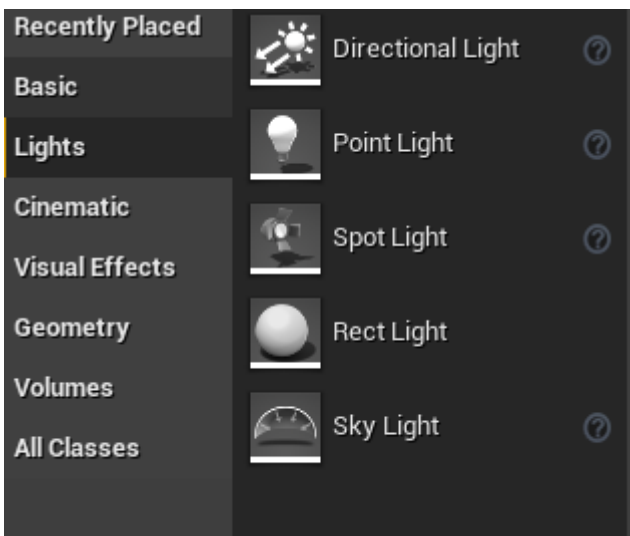 Recently Placed
Basic
Lights
Cinematic
Visual Effects
Geometry
Volumes
All Classes
Directional Light
Point Light
Spot Light
Rect Light
Sky Light